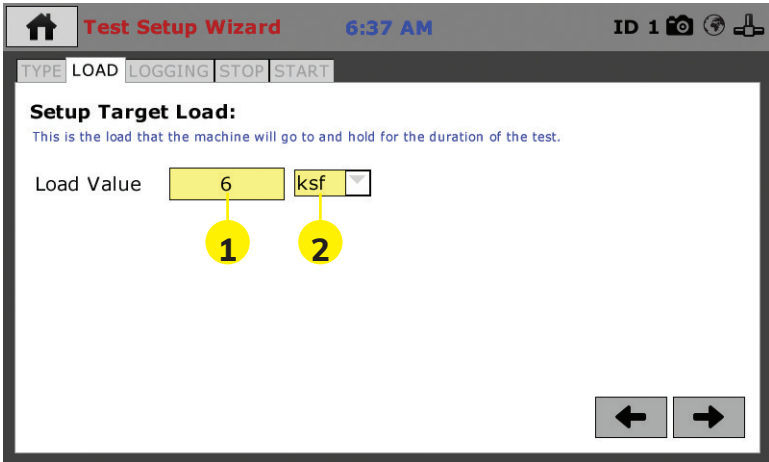 Test Setup Wizard 6:37 AM ID 1
TYPE LOAD LOGGING STOP START
Setup Target Load:
This is the load that the machine will go to and hold for the duration of the test.
Load Value 6 ksf
1 2